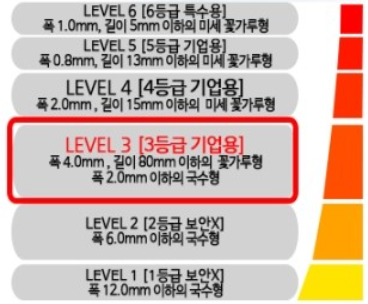 LEVEL 6 [6등급 특수용]
폭 1.0mm, 길이 5mm 이하의 미세 꽃가루형
LEVEL 5 [5등급 기업용]
폭 0.8mm, 길이 13mm 이하의 미세 꽃가루형
LEVEL 4 [4등급 기업용]
폭 2.0mm , 길이 15mm 이하의 미세 꽃가루형
LEVEL 3 [3등급 기업용]
폭 4.0mm , 길이 80mm 이하의 꽃가루형
폭 2.0mm 이하의 국수형
LEVEL 2 [2등급 보안X]
폭 6.0mm 이하의 국수형
LEVEL 1 [1등급 보안X]
폭 12.0mm 이하의 국수형